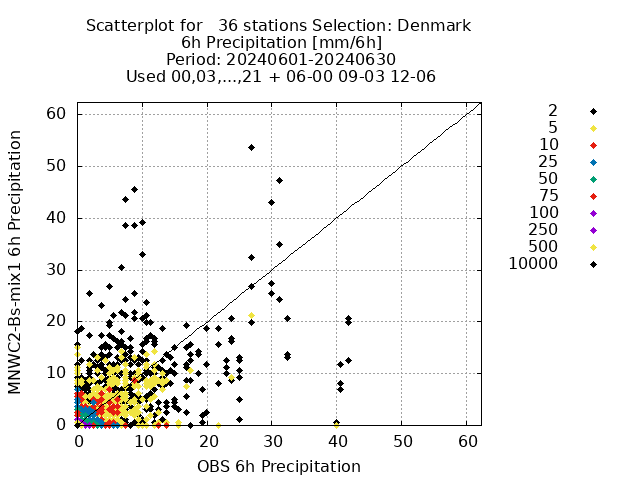 Scatterplot for   36 stations Selection: Denmark
6h Precipitation [mm/6h]
Period: 20240601-20240630
Used 00,03,...,21 + 06-00 09-03 12-06
MNWC2-Bs-mix1 6h Precipitation
60
50
40
30
20
10
0
0 10 20 30 40 50 60
OBS 6h Precipitation
2
5
10
25
50
75
100
250
500
10000